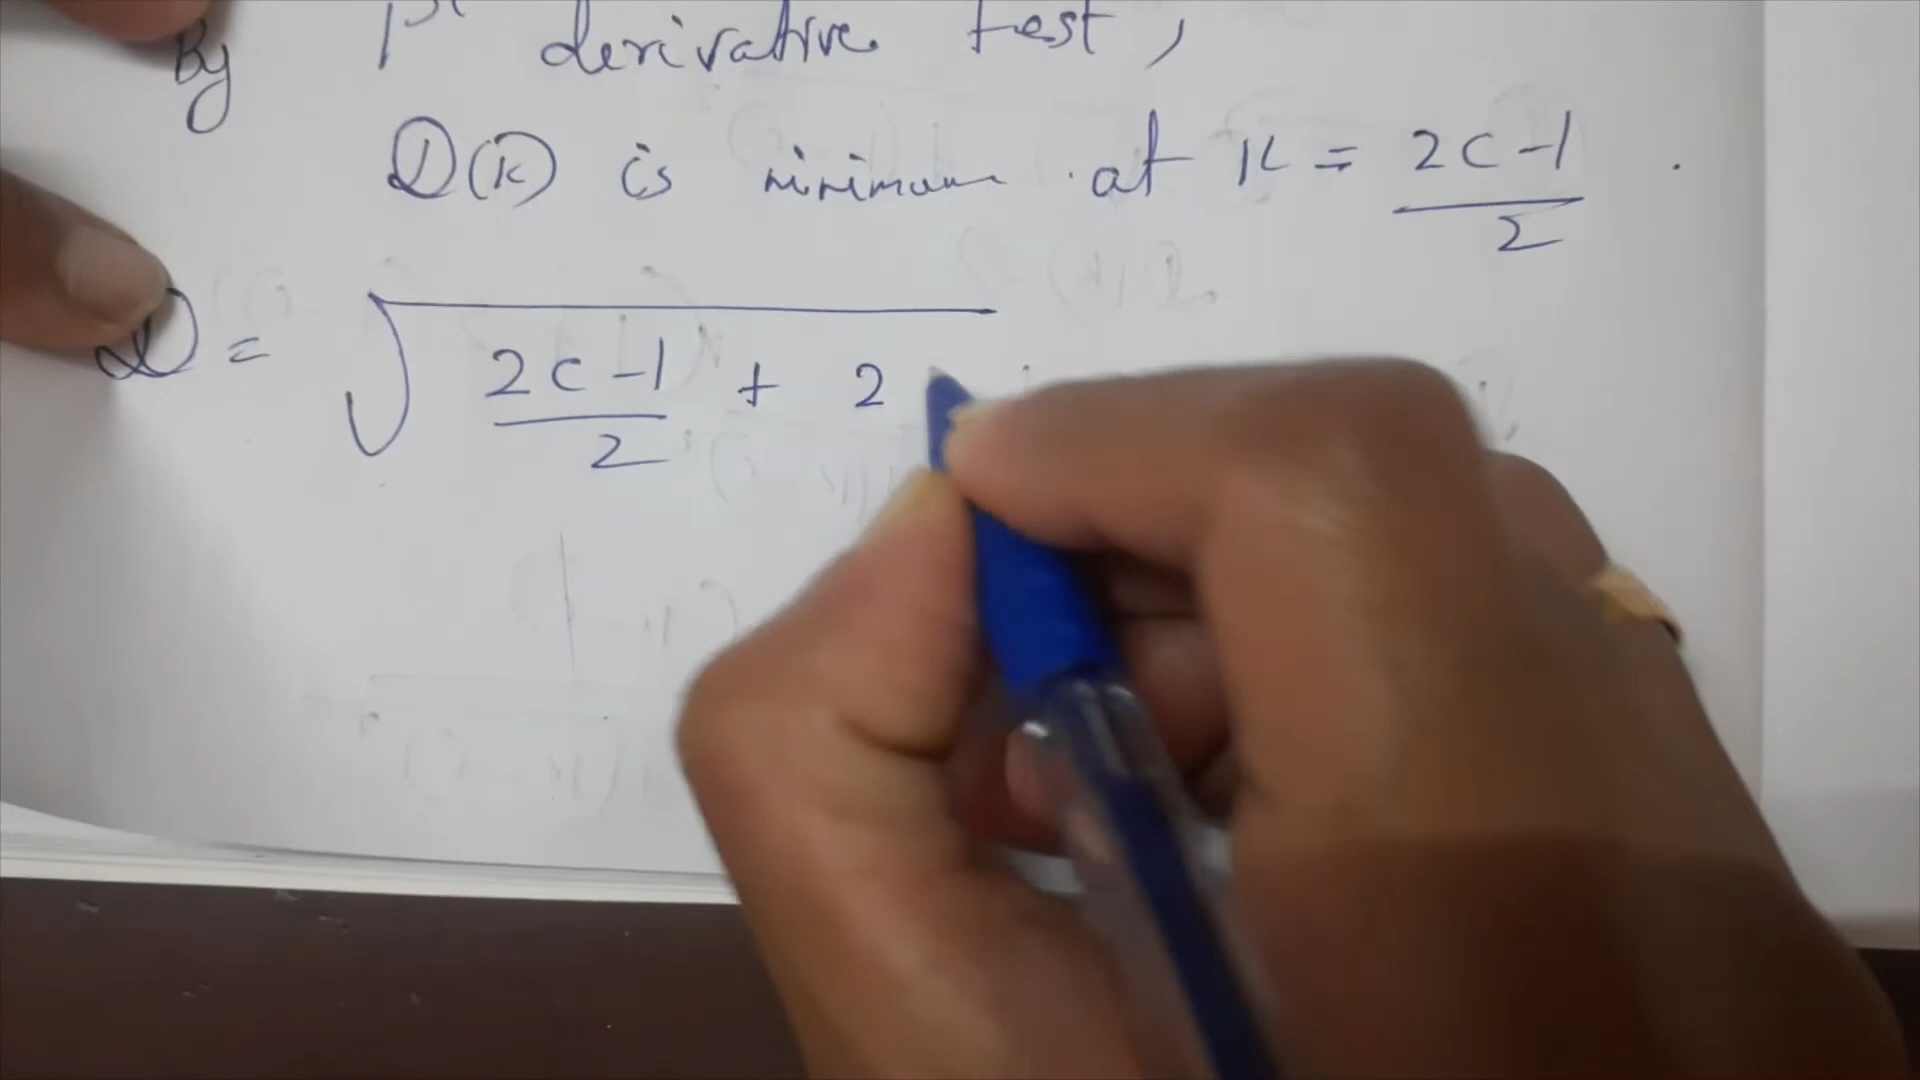 By 1st derivative test,
D(k) is minimum at k = 2c-1/2 .
D = √ 2c-1/2 + 2